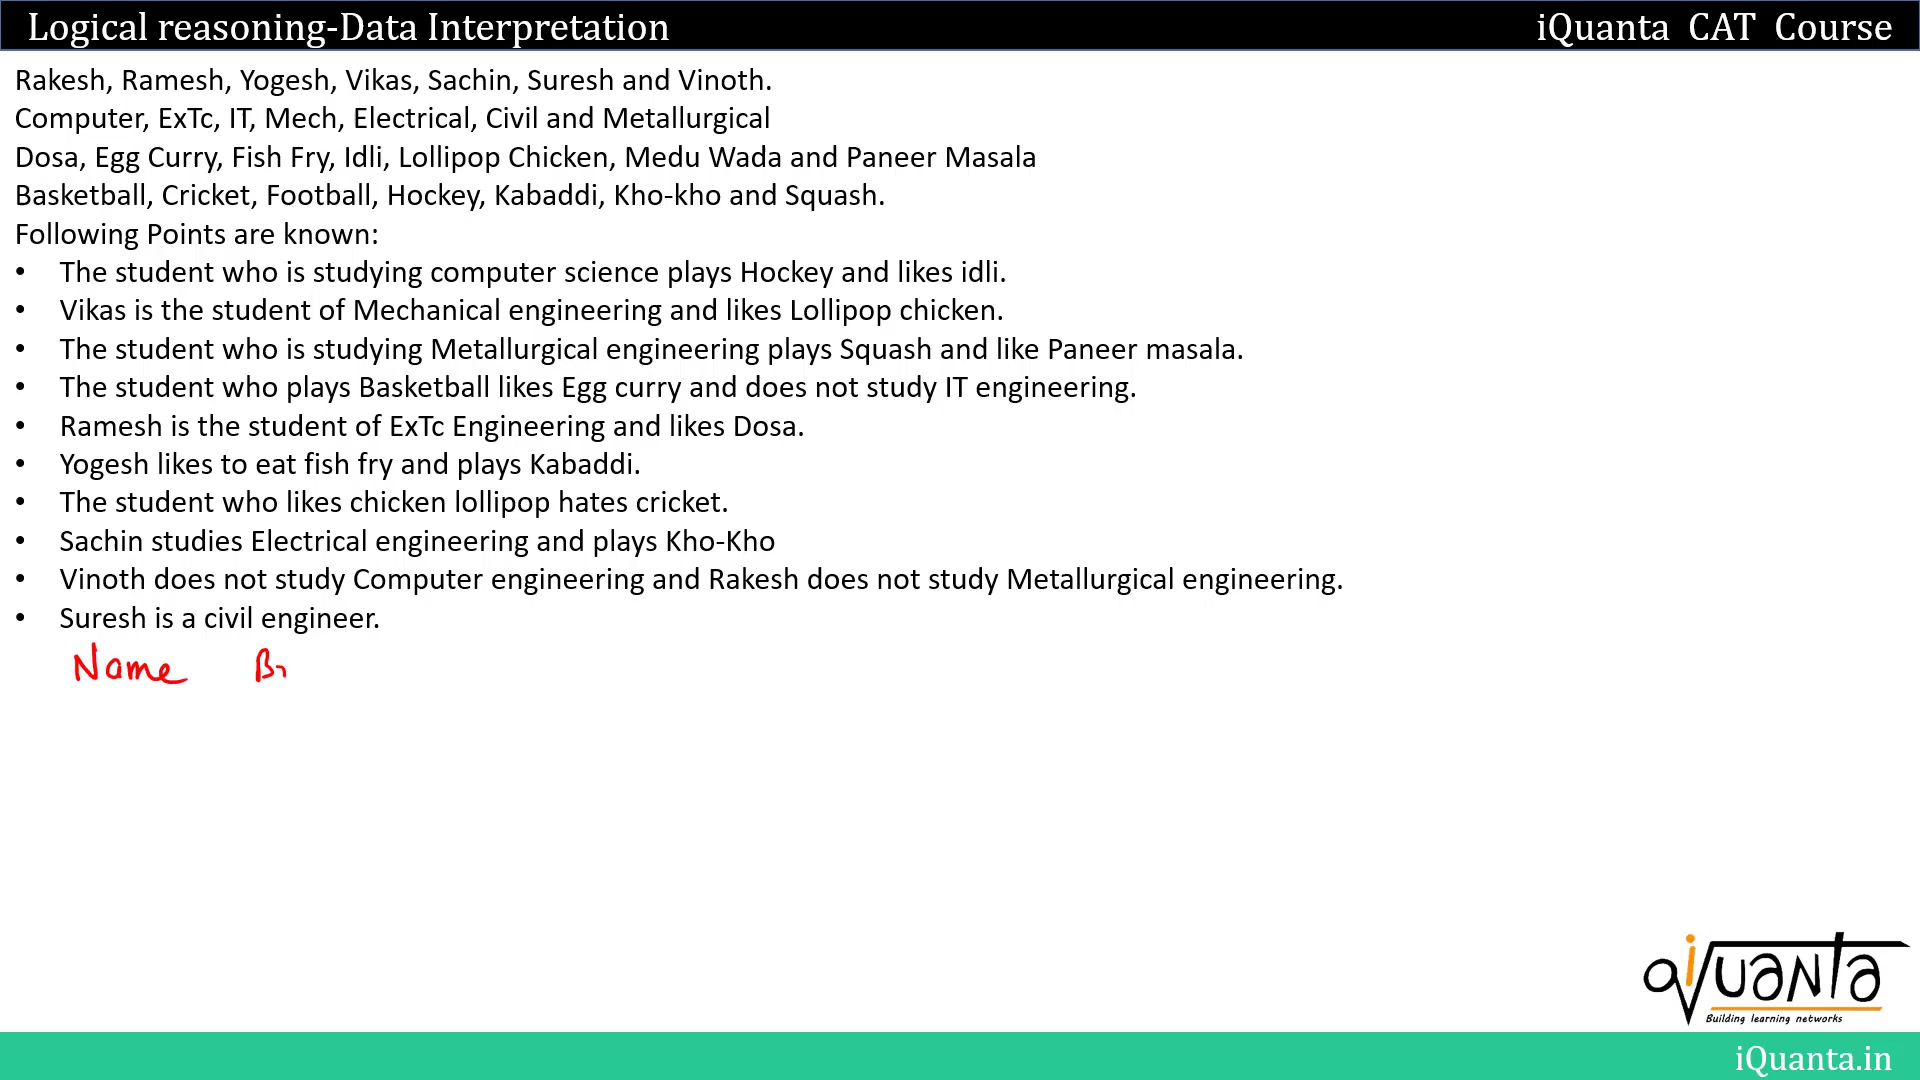 Logical reasoning-Data Interpretation
iQuanta CAT Course
Rakesh, Ramesh, Yogesh, Vikas, Sachin, Suresh and Vinoth.
Computer, ExTc, IT, Mech, Electrical, Civil and Metallurgical
Dosa, Egg Curry, Fish Fry, Idli, Lollipop Chicken, Medu Wada and Paneer Masala
Basketball, Cricket, Football, Hockey, Kabaddi, Kho-kho and Squash.
Following Points are known:
• The student who is studying computer science plays Hockey and likes idli.
• Vikas is the student of Mechanical engineering and likes Lollipop chicken.
• The student who is studying Metallurgical engineering plays Squash and like Paneer masala.
• The student who plays Basketball likes Egg curry and does not study IT engineering.
• Ramesh is the student of ExTc Engineering and likes Dosa.
• Yogesh likes to eat fish fry and plays Kabaddi.
• The student who likes chicken lollipop hates cricket.
• Sachin studies Electrical engineering and plays Kho-Kho
• Vinoth does not study Computer engineering and Rakesh does not study Metallurgical engineering.
• Suresh is a civil engineer.
Name
iQuanta
Building learning networks
iQuanta.in